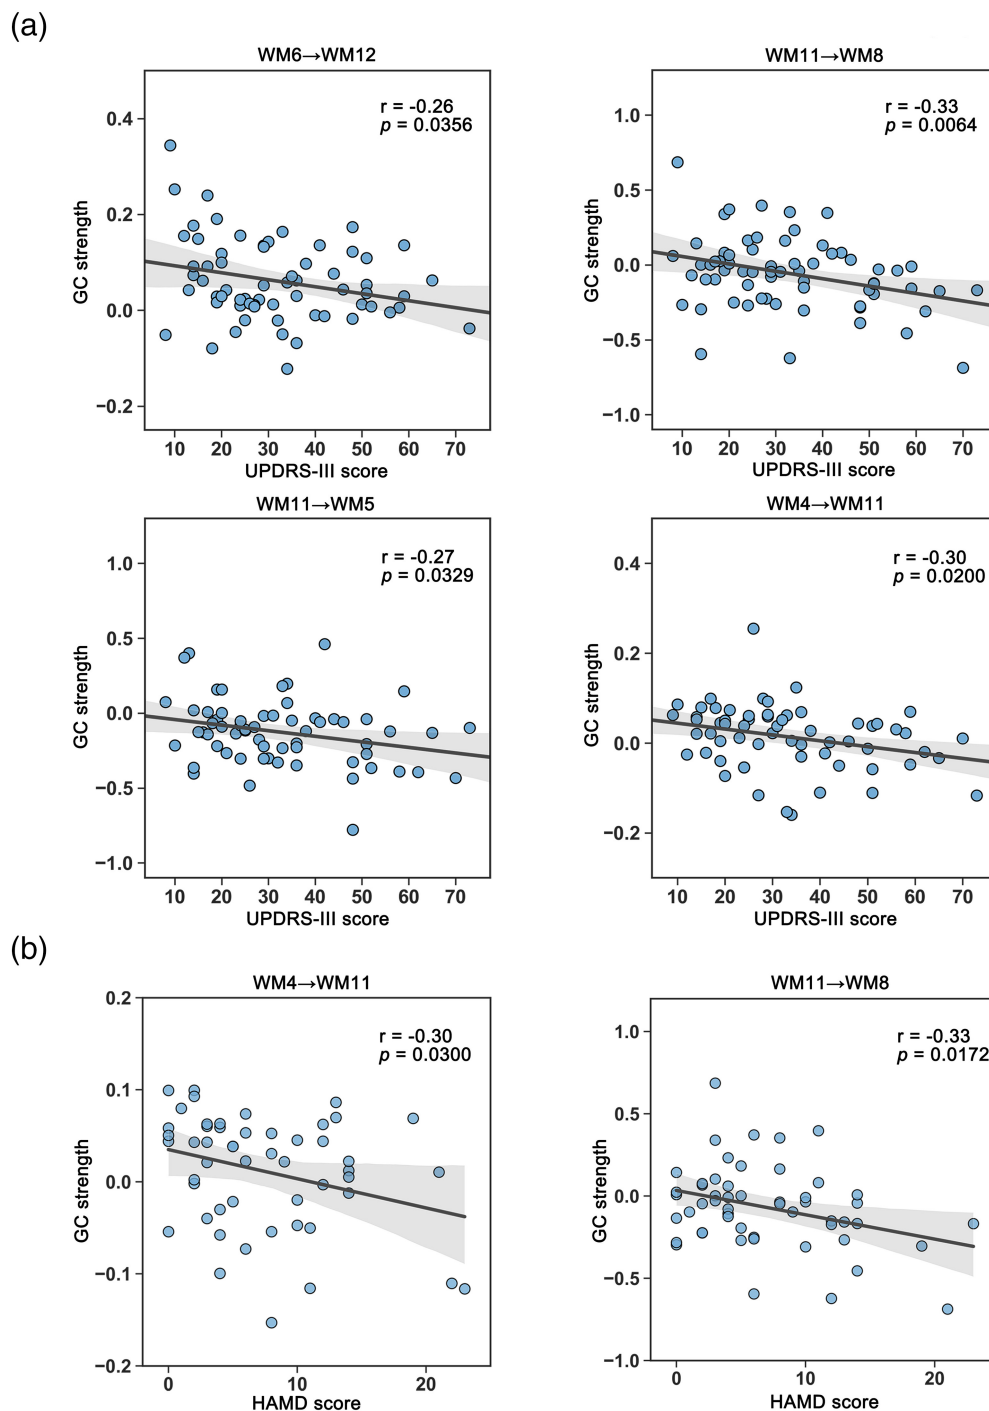 (a)
WM6→WM12
r = -0.26
p = 0.0356
GC strength
0.4
0.2
0.0
−0.2
10 20 30 40 50 60 70
UPDRS-III score
WM11→WM8
r = -0.33
p = 0.0064
GC strength
1.0
0.5
0.0
−0.5
−1.0
10 20 30 40 50 60 70
UPDRS-III score
WM11→WM5
r = -0.27
p = 0.0329
GC strength
1.0
0.5
0.0
−0.5
−1.0
10 20 30 40 50 60 70
UPDRS-III score
WM4→WM11
r = -0.30
p = 0.0200
GC strength
0.4
0.2
0.0
−0.2
10 20 30 40 50 60 70
UPDRS-III score
(b)
WM4→WM11
r = -0.30
p = 0.0300
GC strength
0.2
0.1
0.0
−0.1
−0.2
0 10 20
HAMD score
WM11→WM8
r = -0.33
p = 0.0172
GC strength
1.0
0.5
0.0
−0.5
−1.0
0 10 20
HAMD score